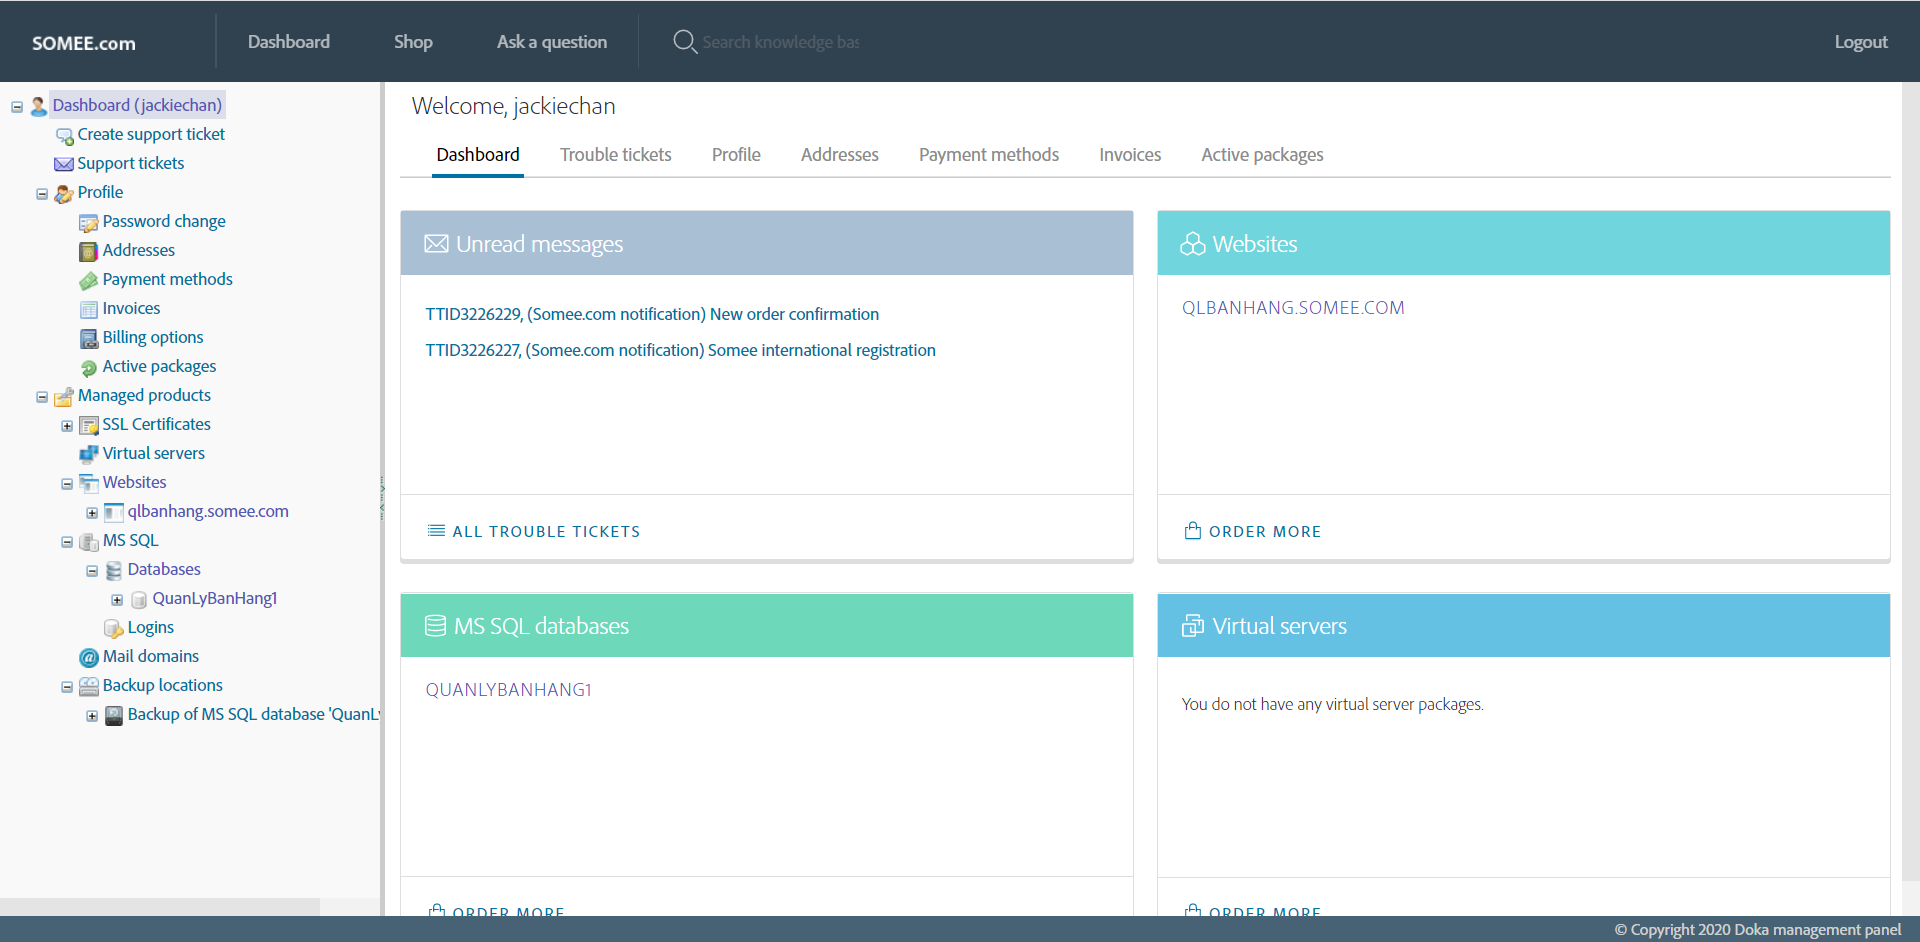 SOMEE.com
Dashboard
Shop
Ask a question
Search knowledge bas
Logout
Dashboard (jackiechan)
Create support ticket
Support tickets
Profile
Password change
Addresses
Payment methods
Invoices
Billing options
Active packages
Managed products
SSL Certificates
Virtual servers
Websites
qlbanhang.somee.com
MS SQL
Databases
QuanLyBanHang1
Logins
Mail domains
Backup locations
Backup of MS SQL database 'QuanLy
Welcome, jackiechan
Dashboard
Trouble tickets
Profile
Addresses
Payment methods
Invoices
Active packages
Unread messages
TTID3226229, (Somee.com notification) New order confirmation
TTID3226227, (Somee.com notification) Somee international registration
ALL TROUBLE TICKETS
Websites
QLBANHANG.SOMEE.COM
ORDER MORE
MS SQL databases
QUANLYBANHANG1
ORDER MORE
Virtual servers
You do not have any virtual server packages.
ORDER MORE
© Copyright 2020 Doka management panel